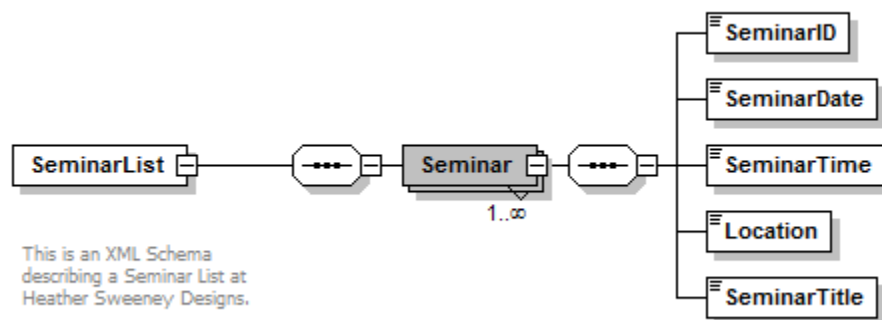 SeminarID
SeminarDate
SeminarList
Seminar
SeminarTime
1..∞
Location
This is an XML Schema
describing a Seminar List at
Heather Sweeney Designs.
SeminarTitle